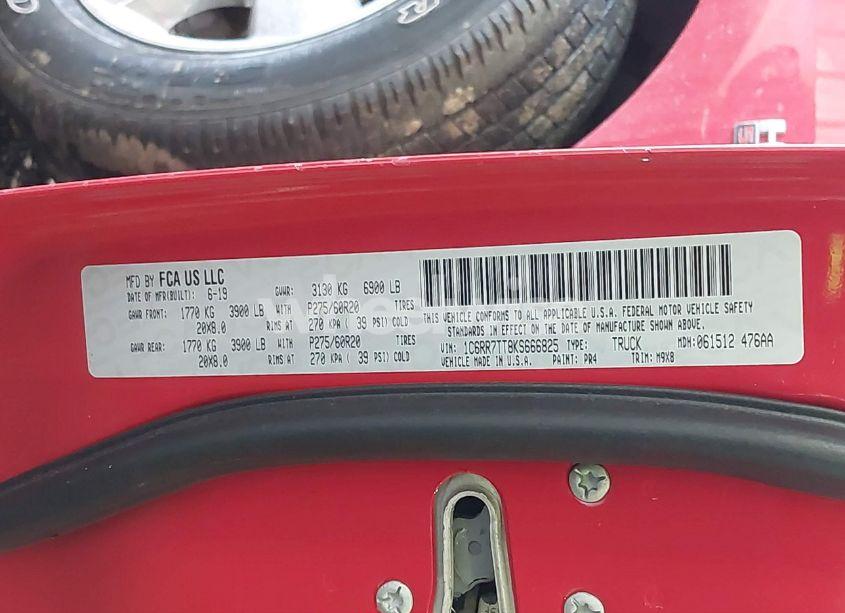 MFD BY FCA US LLC
DATE OF MFR(BUILT): 6-19 GVWR: 3130 KG 6900 LB
GAWR FRONT: 1770 KG 3900 LB WITH P275/60R20 TIRES
20X8.0 RIMS AT 270 KPA ( 39 PSI) COLD
GAWR REAR: 1770 KG 3900 LB WITH P275/60R20 TIRES
20X8.0 RIMS AT 270 KPA ( 39 PSI) COLD
THIS VEHICLE CONFORMS TO ALL APPLICABLE U.S.A. FEDERAL MOTOR VEHICLE SAFETY
STANDARDS IN EFFECT ON THE DATE OF MANUFACTURE SHOWN ABOVE.
VIN: 1C6RR7TT8KS666825 TYPE: TRUCK MDH: 061512 476AA
VEHICLE MADE IN U.S.A. PAINT: PR4 TRIM: M9X8